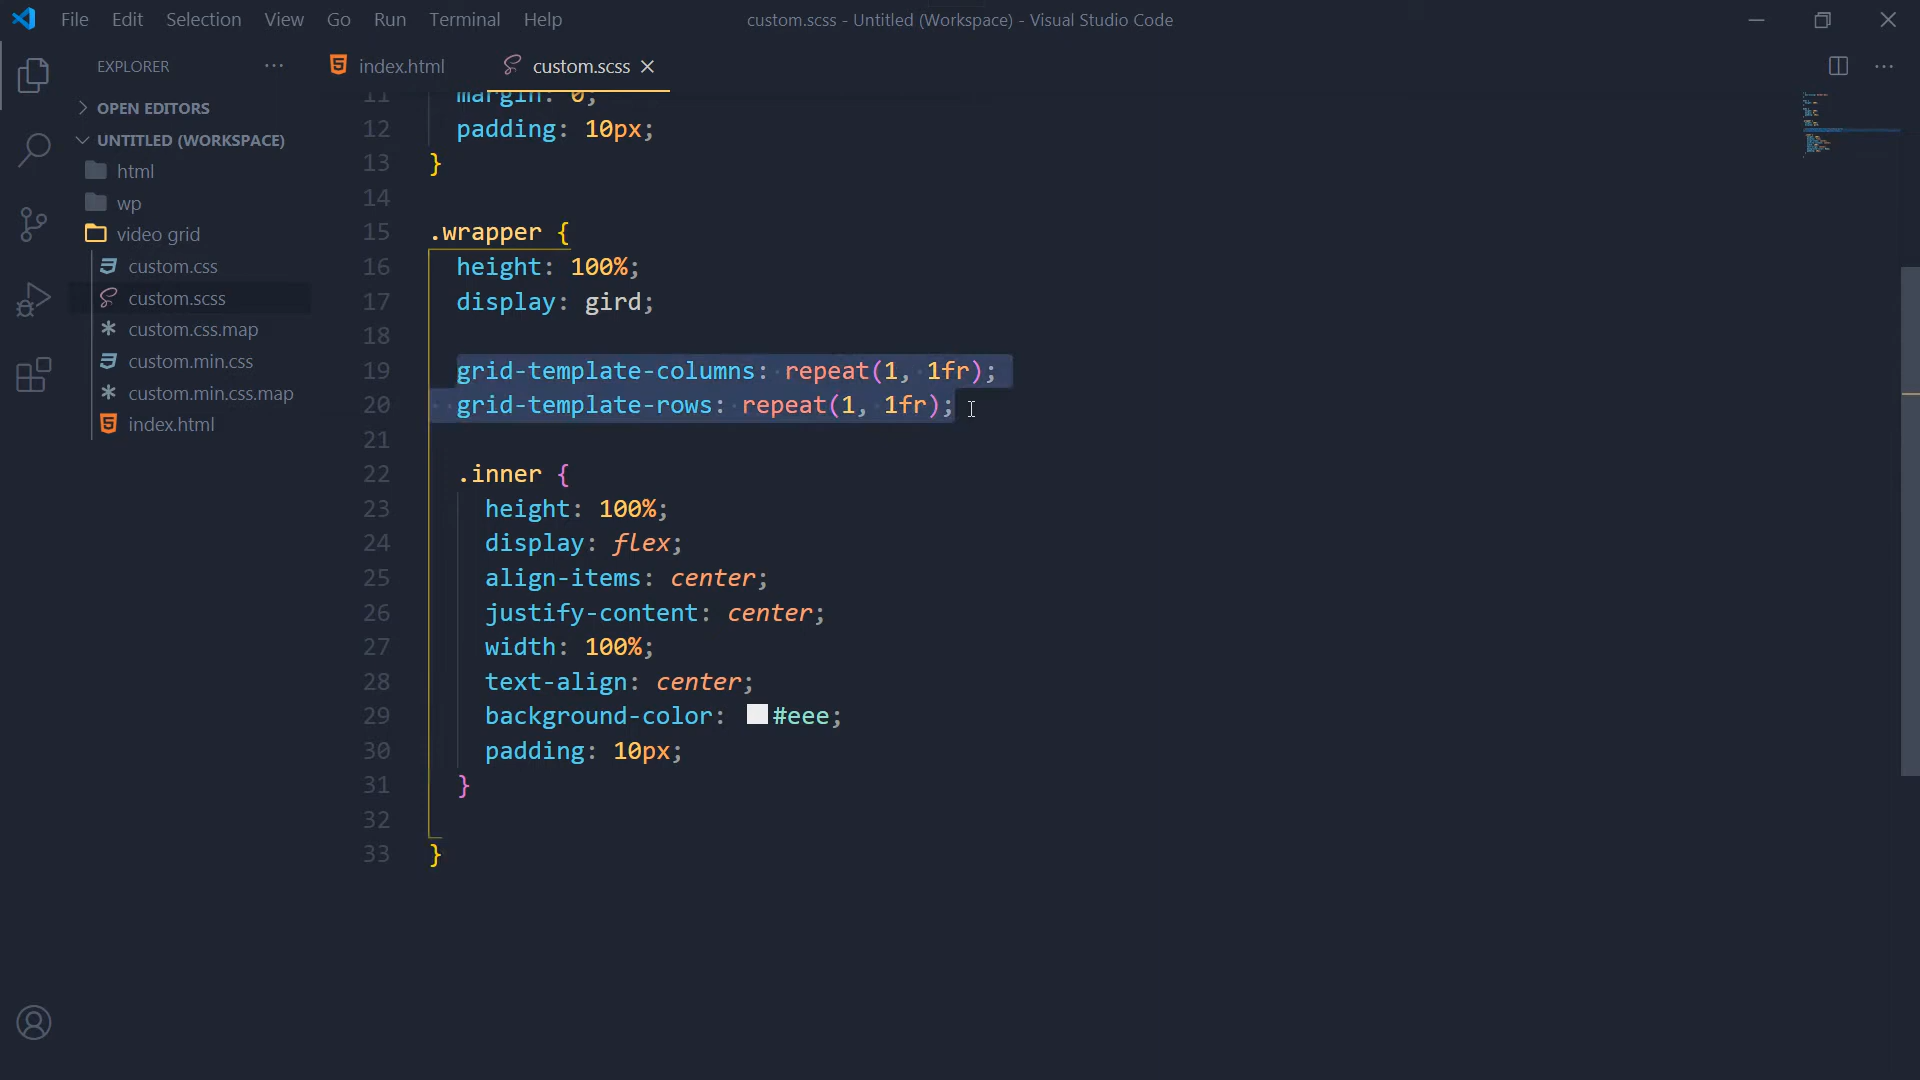 File Edit Selection View Go Run Terminal Help
custom.scss - Untitled (Workspace) - Visual Studio Code
EXPLORER
index.html
custom.scss
OPEN EDITORS
UNTITLED (WORKSPACE)
html
wp
video grid
custom.css
custom.scss
custom.css.map
custom.min.css
custom.min.css.map
index.html
11 margin: 0;
12 padding: 10px;
13 }
14
15 .wrapper {
16 height: 100%;
17 display: gird;
18
19 grid-template-columns: repeat(1, 1fr);
20 grid-template-rows: repeat(1, 1fr);
21
22 .inner {
23 height: 100%;
24 display: flex;
25 align-items: center;
26 justify-content: center;
27 width: 100%;
28 text-align: center;
29 background-color: #eee;
30 padding: 10px;
31 }
32
33 }